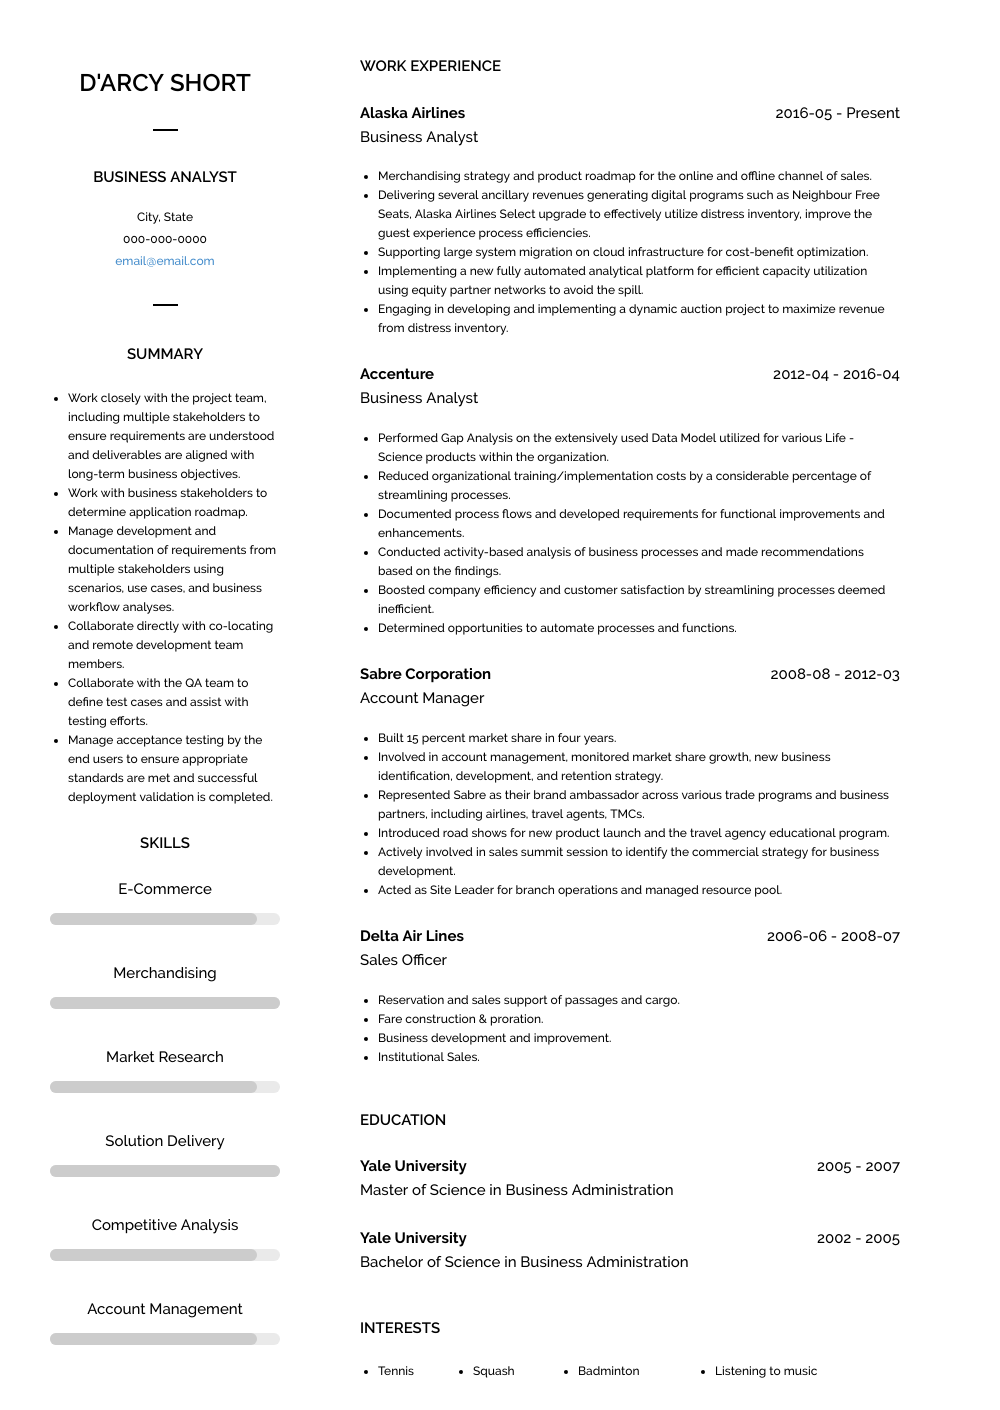 D'ARCY SHORT
BUSINESS ANALYST
City, State
000-000-0000
email@email.com
SUMMARY
• Work closely with the project team,
including multiple stakeholders to
ensure requirements are understood
and deliverables are aligned with
long-term business objectives.
• Work with business stakeholders to
determine application roadmap.
• Manage development and
documentation of requirements from
multiple stakeholders using
scenarios, use cases, and business
workflow analyses.
• Collaborate directly with co-locating
and remote development team
members.
• Collaborate with the QA team to
define test cases and assist with
testing efforts.
• Manage acceptance testing by the
end users to ensure appropriate
standards are met and successful
deployment validation is completed.
SKILLS
E-Commerce
Merchandising
Market Research
Solution Delivery
Competitive Analysis
Account Management
WORK EXPERIENCE
Alaska Airlines 2016-05 - Present
Business Analyst
• Merchandising strategy and product roadmap for the online and offline channel of sales.
• Delivering several ancillary revenues generating digital programs such as Neighbour Free
Seats, Alaska Airlines Select upgrade to effectively utilize distress inventory, improve the
guest experience process efficiencies.
• Supporting large system migration on cloud infrastructure for cost-benefit optimization.
• Implementing a new fully automated analytical platform for efficient capacity utilization
using equity partner networks to avoid the spill.
• Engaging in developing and implementing a dynamic auction project to maximize revenue
from distress inventory.
Accenture 2012-04 - 2016-04
Business Analyst
• Performed Gap Analysis on the extensively used Data Model utilized for various Life -
Science products within the organization.
• Reduced organizational training/implementation costs by a considerable percentage of
streamlining processes.
• Documented process flows and developed requirements for functional improvements and
enhancements.
• Conducted activity-based analysis of business processes and made recommendations
based on the findings.
• Boosted company efficiency and customer satisfaction by streamlining processes deemed
inefficient.
• Determined opportunities to automate processes and functions.
Sabre Corporation 2008-08 - 2012-03
Account Manager
• Built 15 percent market share in four years.
• Involved in account management, monitored market share growth, new business
identification, development, and retention strategy.
• Represented Sabre as their brand ambassador across various trade programs and business
partners, including airlines, travel agents, TMCs.
• Introduced road shows for new product launch and the travel agency educational program.
• Actively involved in sales summit session to identify the commercial strategy for business
development.
• Acted as Site Leader for branch operations and managed resource pool.
Delta Air Lines 2006-06 - 2008-07
Sales Officer
• Reservation and sales support of passages and cargo.
• Fare construction & proration.
• Business development and improvement.
• Institutional Sales.
EDUCATION
Yale University 2005 - 2007
Master of Science in Business Administration
Yale University 2002 - 2005
Bachelor of Science in Business Administration
INTERESTS
• Tennis • Squash • Badminton • Listening to music